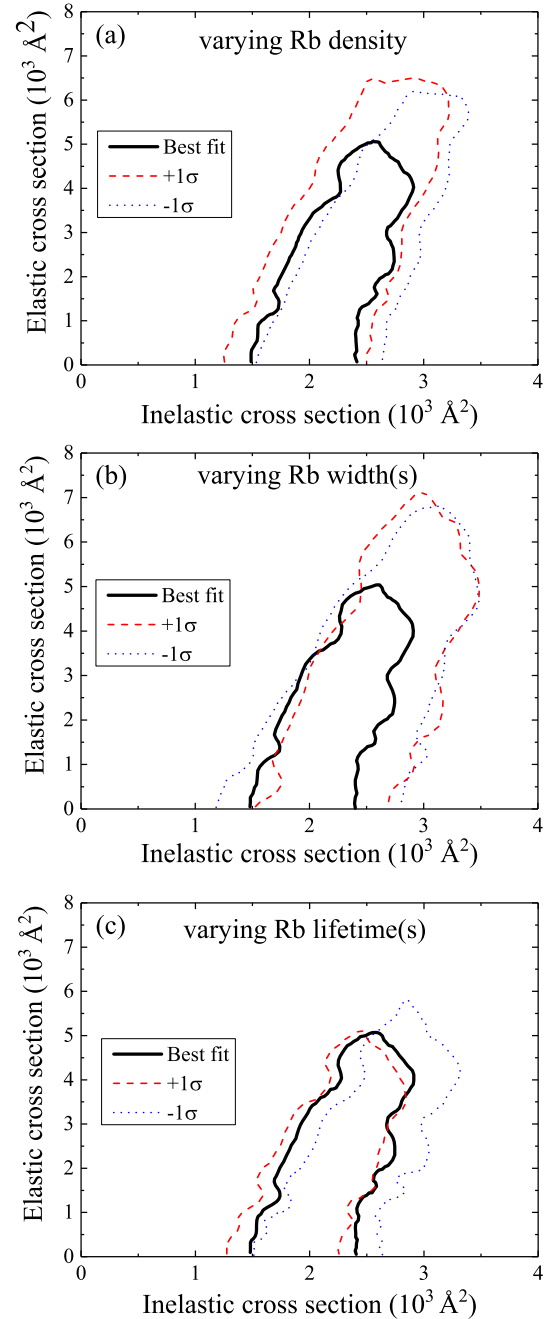 (a) varying Rb density
Elastic cross section (10³ Å²)
8
7
6
5
4
3
2
1
0
Best fit
+1σ
-1σ
0 1 2 3 4
Inelastic cross section (10³ Å²)
(b) varying Rb width(s)
Elastic cross section (10³ Å²)
8
7
6
5
4
3
2
1
0
Best fit
+1σ
-1σ
0 1 2 3 4
Inelastic cross section (10³ Å²)
(c) varying Rb lifetime(s)
Elastic cross section (10³ Å²)
8
7
6
5
4
3
2
1
0
Best fit
+1σ
-1σ
0 1 2 3 4
Inelastic cross section (10³ Å²)